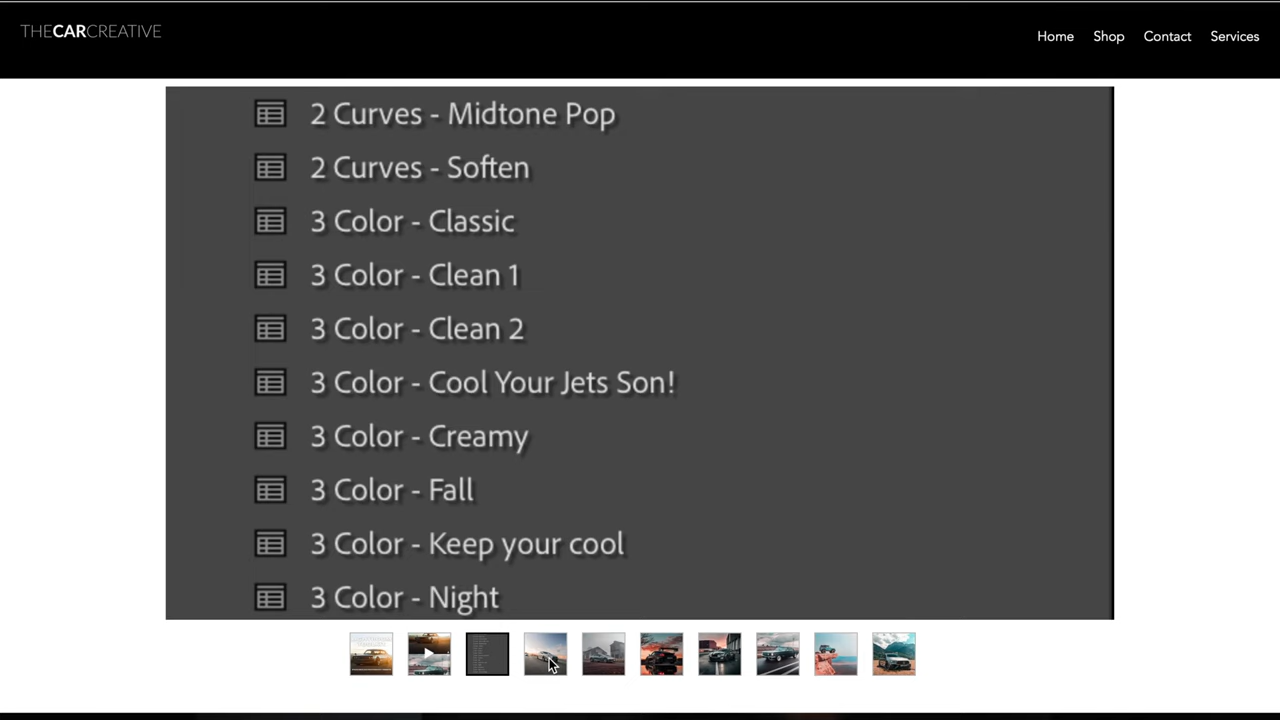 THECARCREATIVE
Home Shop Contact Services
2 Curves - Midtone Pop
2 Curves - Soften
3 Color - Classic
3 Color - Clean 1
3 Color - Clean 2
3 Color - Cool Your Jets Son!
3 Color - Creamy
3 Color - Fall
3 Color - Keep your cool
3 Color - Night